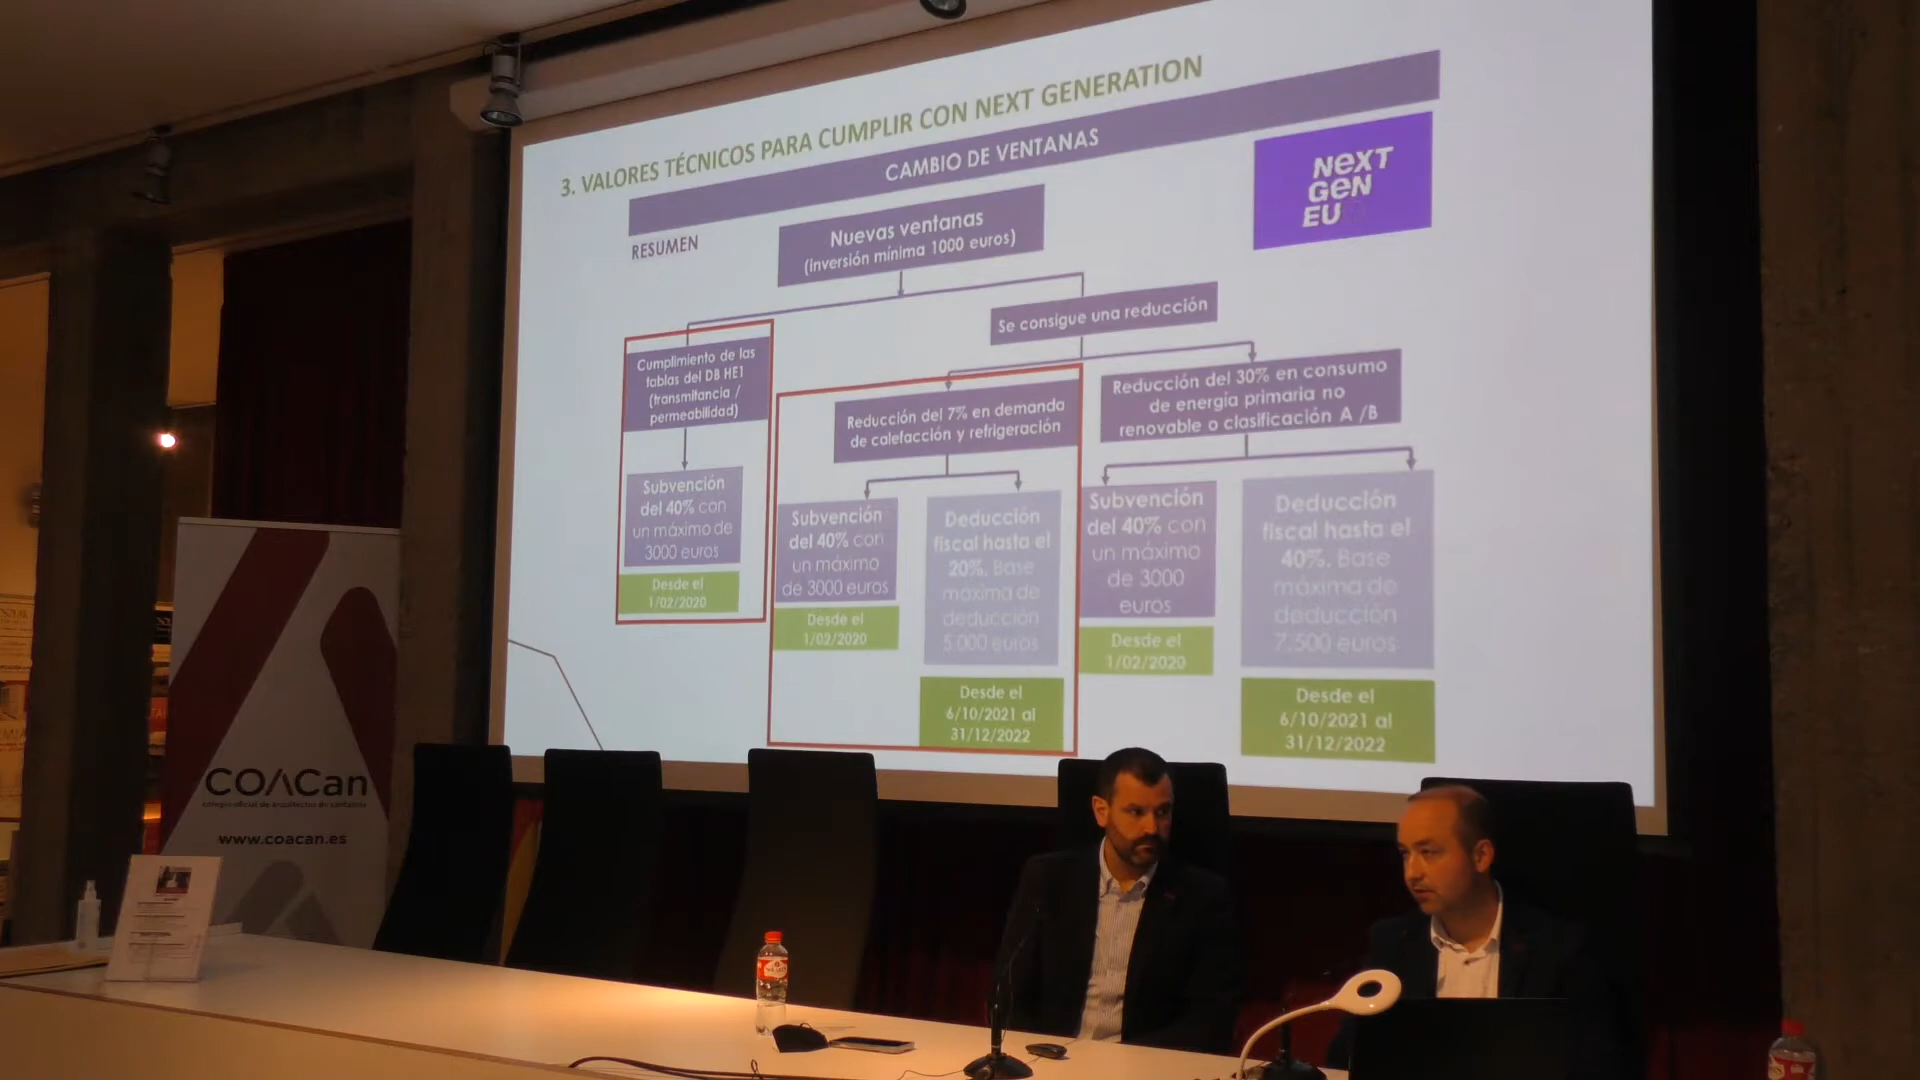 3. VALORES TÉCNICOS PARA CUMPLIR CON NEXT GENERATION
CAMBIO DE VENTANAS
NexT
GeN
EU
RESUMEN
Nuevas ventanas
(inversión mínima 1000 euros)
Se consigue una reducción
Cumplimiento de las
tablas del DB HE1
(transmitancia /
permeabilidad)
Reducción del 7% en demanda
de calefacción y refrigeración
Reducción del 30% en consumo
de energía primaria no
renovable o clasificación A /B
Subvención
del 40% con
un máximo de
3000 euros
Desde el
1/02/2020
Subvención
del 40% con
un máximo
de 3000 euros
Desde el
1/02/2020
Deducción
fiscal hasta el
20%. Base
máxima de
deducción
5.000 euros
Desde el
6/10/2021 al
31/12/2022
Subvención
del 40% con
un máximo
de 3000
euros
Desde el
1/02/2020
Deducción
fiscal hasta el
40%. Base
máxima de
deducción
7.500 euros
Desde el
6/10/2021 al
31/12/2022
COACan
colegio oficial de arquitectos de cantabria
www.coacan.es